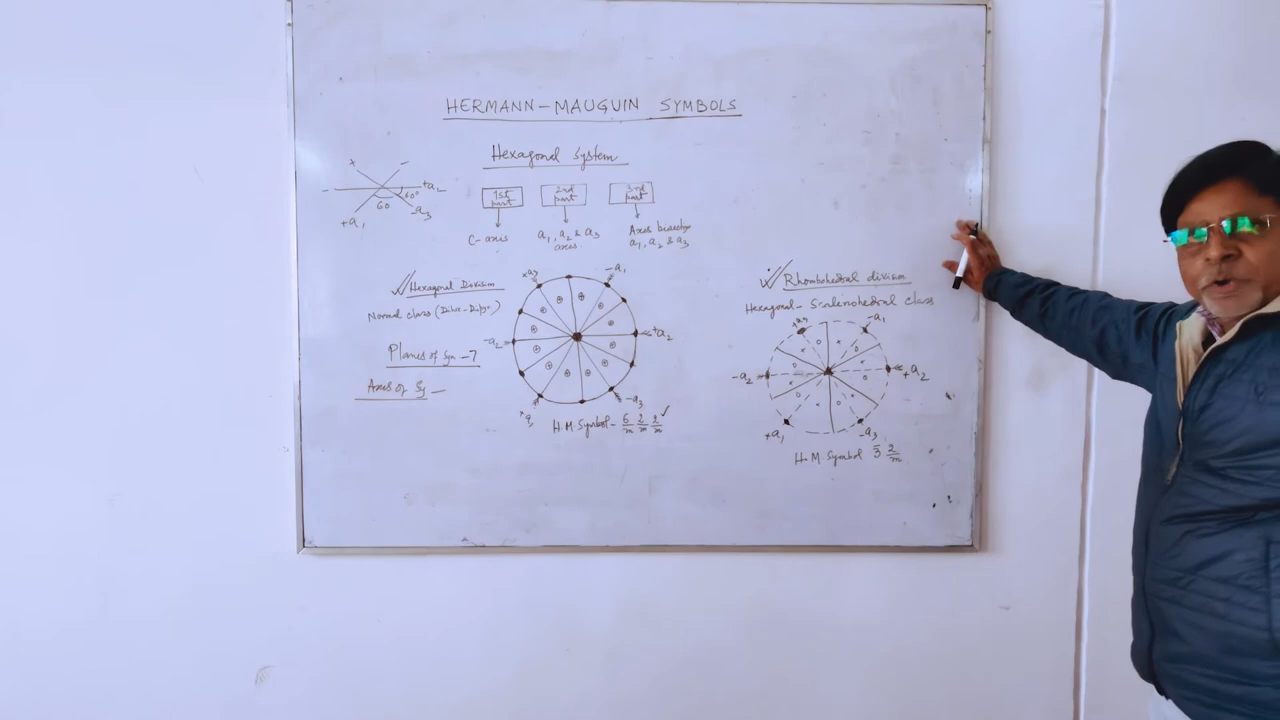 HERMANN-MAUGUIN SYMBOLS
Hexagonal System
+ -
- +a₂
60 60°
+a₁ -a₃
1st part 2nd part 3rd part
C-axis a₁, a₂ & a₃ axes. Axes bisecting a₁, a₂ & a₃
Hexagonal Division
Normal class
Planes of Sym -7
Axes of Sy -
-a₁
-a₂ +a₂
-a₃
H.M. Symbol - 6/m 2/m 2/m
Rhombohedral division
Hexagonal-Scalenohedral class
-a₁
-a₂ +a₂
+a₁ -a₃
H.M. Symbol 3̅ 2/m